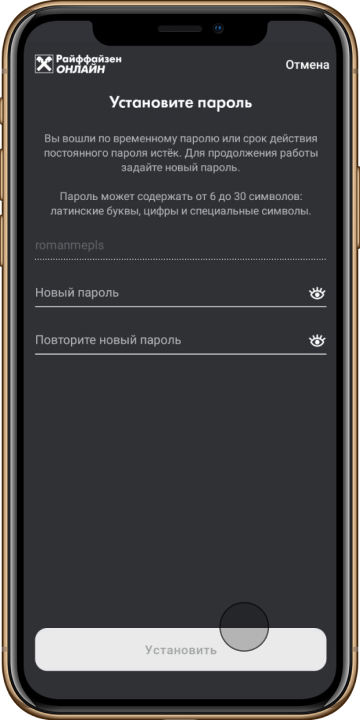 Райффайзен
ОНЛАЙН
Отмена
Установите пароль
Вы вошли по временному паролю или срок действия
постоянного пароля истёк. Для продолжения работы
задайте новый пароль.
Пароль может содержать от 6 до 30 символов:
латинские буквы, цифры и специальные символы.
romanmepls
Новый пароль
Повторите новый пароль
Установить